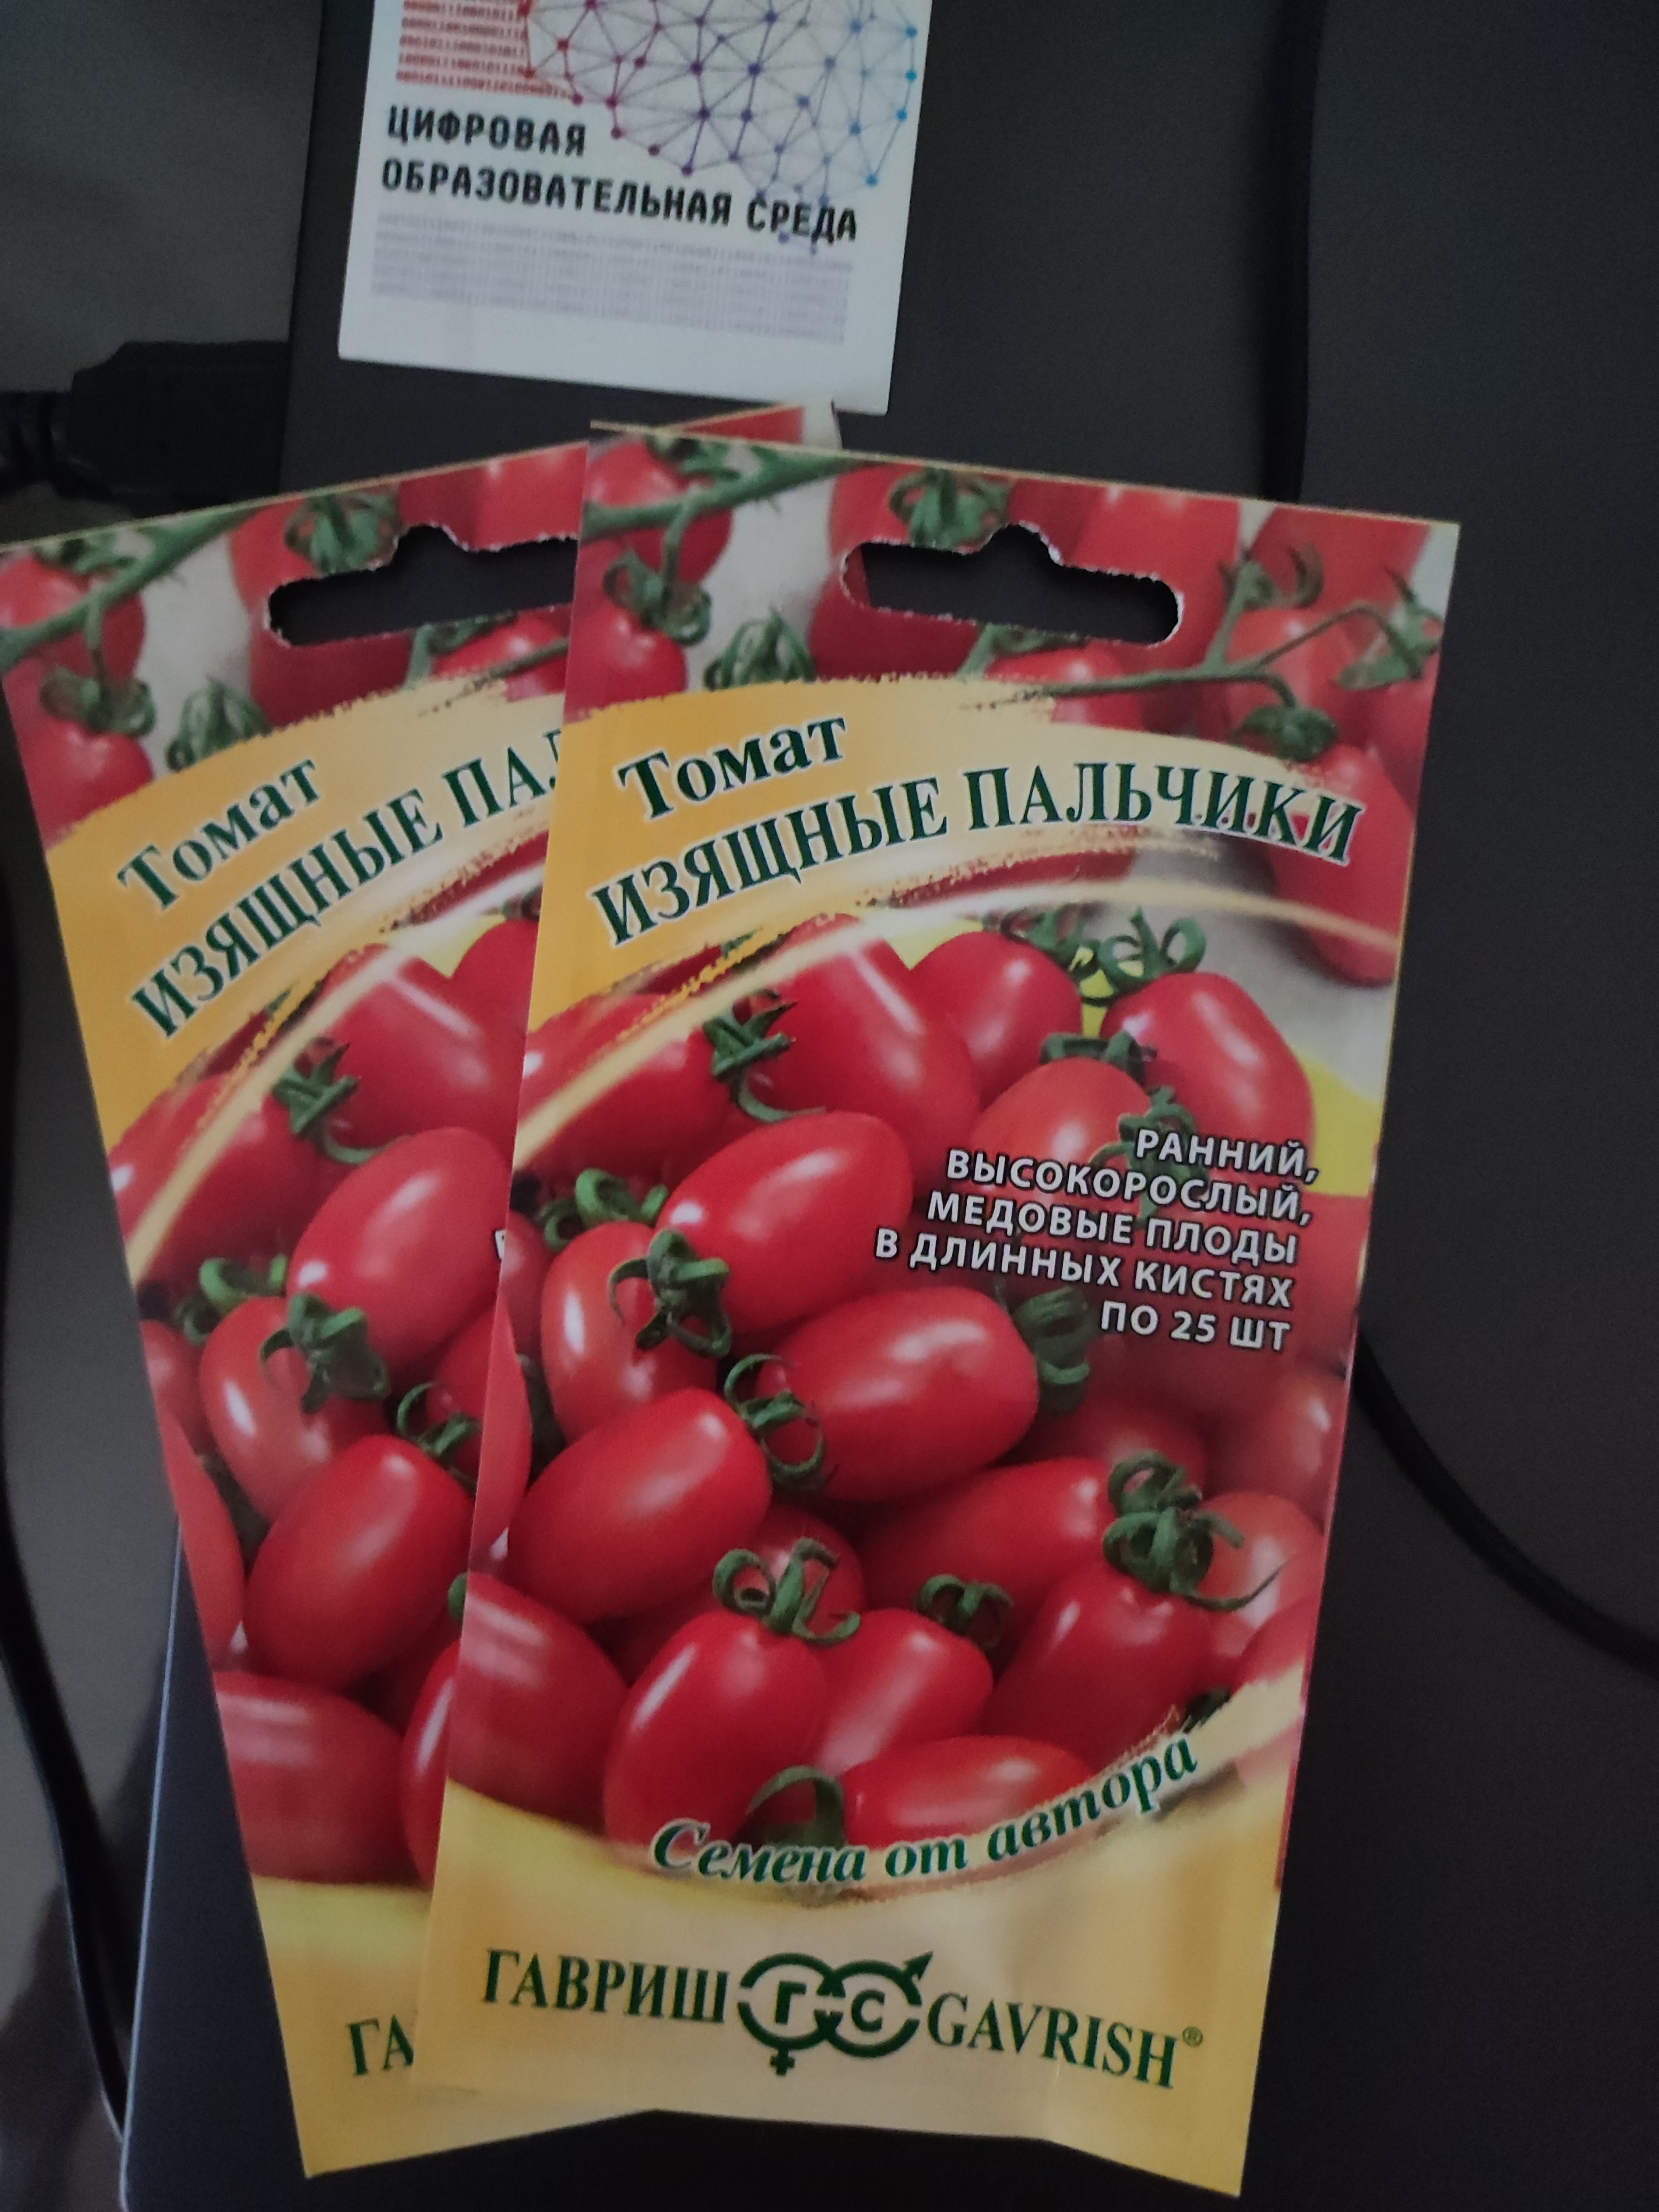 ЦИФРОВАЯ
ОБРАЗОВАТЕЛЬНАЯ СРЕДА
Томат
ИЗЯЩНЫЕ ПАЛ
ГА
Томат
ИЗЯЩНЫЕ ПАЛЬЧИКИ
РАННИЙ,
ВЫСОКОРОСЛЫЙ,
МЕДОВЫЕ ПЛОДЫ
В ДЛИННЫХ КИСТЯХ
ПО 25 ШТ
Семена от автора
ГАВРИШ ГС GAVRISH®